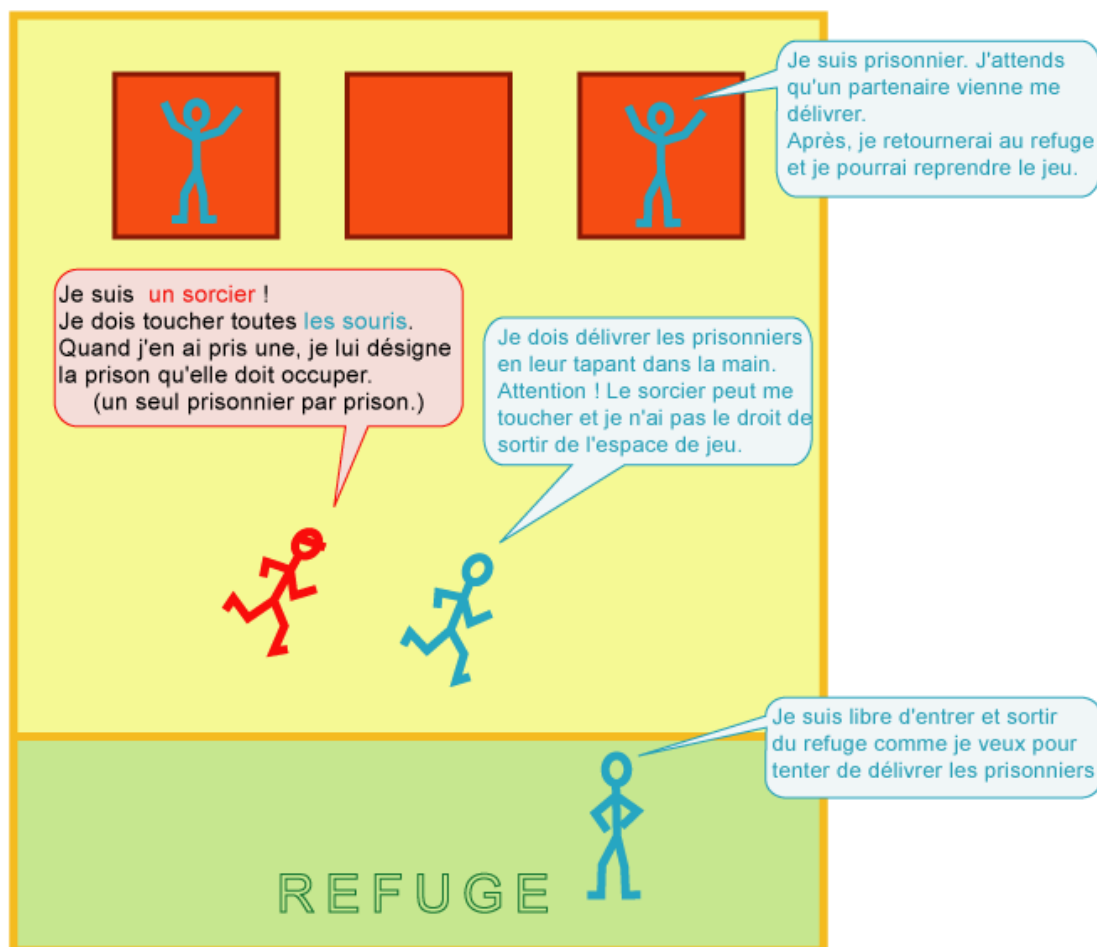 Je suis prisonnier. J'attends
qu'un partenaire vienne me
délivrer.
Après, je retournerai au refuge
et je pourrai reprendre le jeu.
Je suis un sorcier !
Je dois toucher toutes les souris.
Quand j'en ai pris une, je lui désigne
la prison qu'elle doit occuper.
(un seul prisonnier par prison.)
Je dois délivrer les prisonniers
en leur tapant dans la main.
Attention ! Le sorcier peut me
toucher et je n'ai pas le droit de
sortir de l'espace de jeu.
Je suis libre d'entrer et sortir
du refuge comme je veux pour
tenter de délivrer les prisonniers
REFUGE